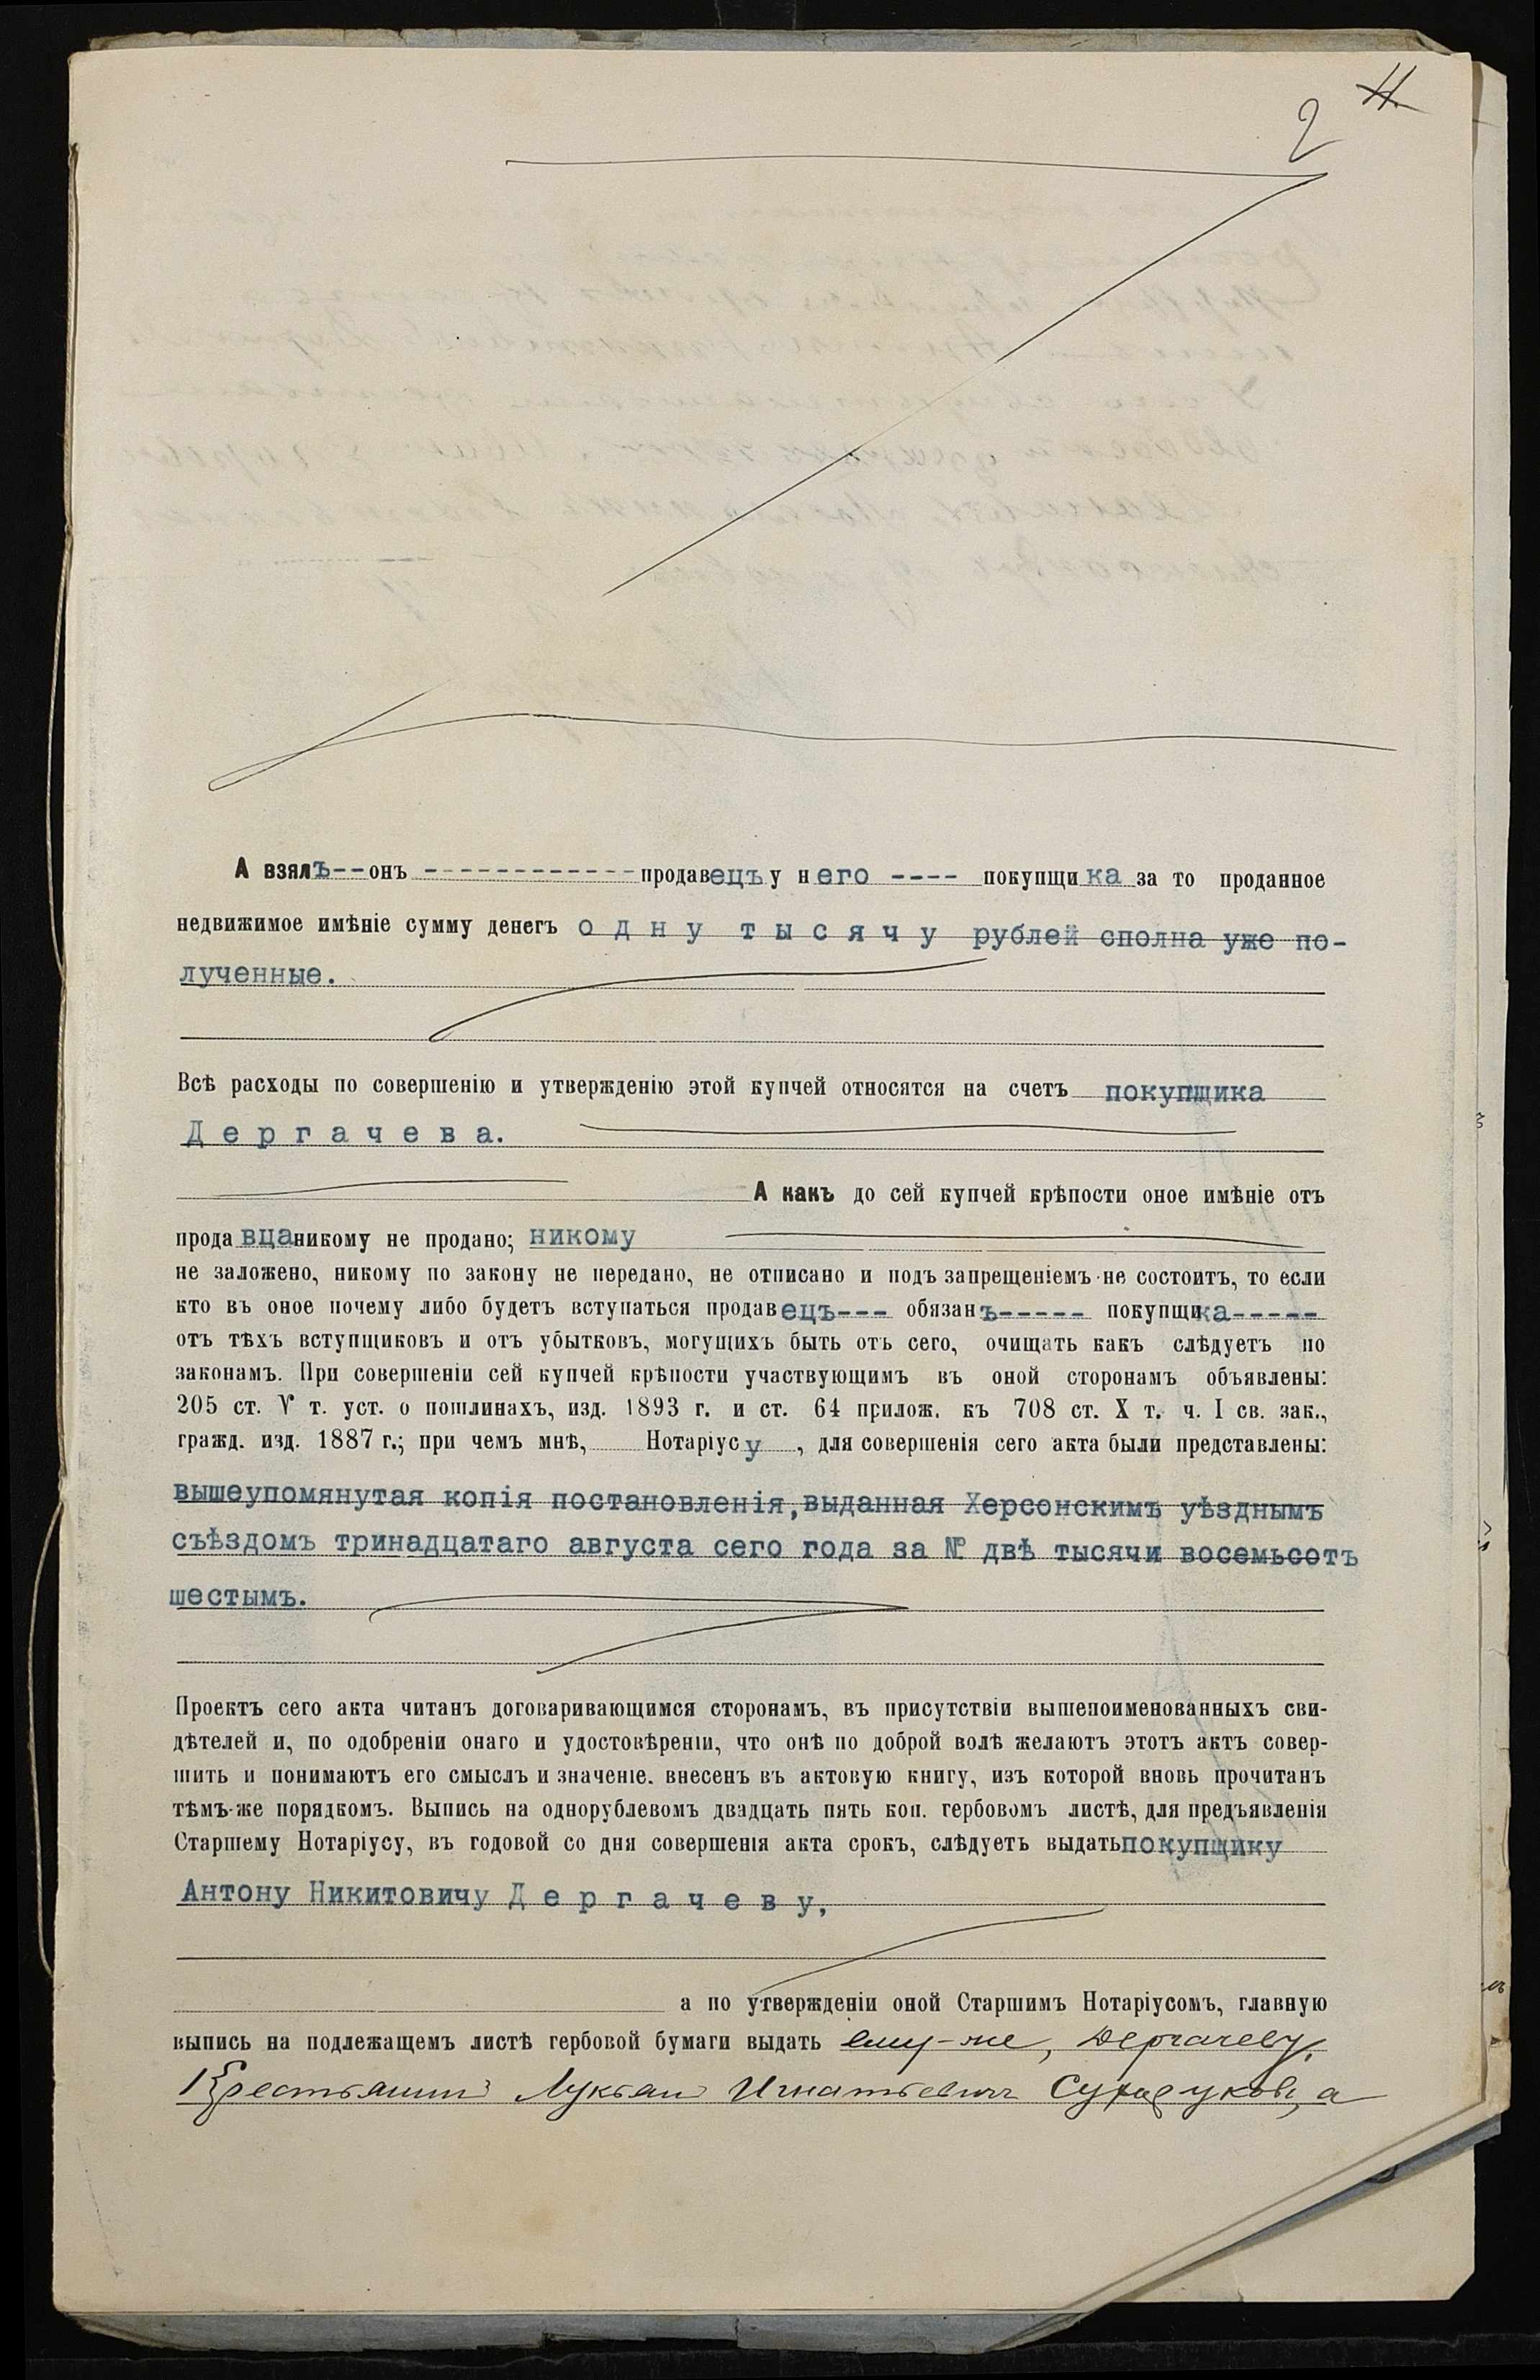 2
А взялъ--онъ ------------продавецъ у него ---- покупщика за то проданное
недвижимое имѣніе сумму денегъ о д н у т ы с я ч у рублей сполна уже по-
лученные.
Всѣ расходы по совершенію и утвержденію этой купчей относятся на счетъ покупщика
Д е р г а ч е в а.
А какъ до сей купчей крѣпости оное имѣніе отъ
продавца никому не продано; никому
не заложено, никому по закону не передано, не отписано и подъ запрещеніемъ не состоитъ, то если
кто въ оное почему либо будетъ вступаться продавецъ--- обязанъ----- покупщика-----
отъ тѣхъ вступщиковъ и отъ убытковъ, могущихъ быть отъ сего, очищать какъ слѣдуетъ по
законамъ. При совершеніи сей купчей крѣпости участвующимъ въ оной сторонамъ объявлены:
205 ст. V т. уст. о пошлинахъ, изд. 1893 г. и ст. 64 прилож. къ 708 ст. X т. ч. I св. зак.,
гражд. изд. 1887 г.; при чемъ мнѣ, Нотаріусу , для совершенія сего акта были представлены:
вышеупомянутая копія постановленія, выданная Херсонскимъ уѣзднымъ
съѣздомъ тринадцатаго августа сего года за № двѣ тысячи восемьсотъ
шестымъ.
Проектъ сего акта читанъ договаривающимся сторонамъ, въ присутствіи вышепоименованныхъ сви-
дѣтелей и, по одобреніи онаго и удостовѣреніи, что онѣ по доброй волѣ желаютъ этотъ актъ совер-
шить и понимаютъ его смыслъ и значеніе. внесенъ въ актовую книгу, изъ которой вновь прочитанъ
тѣмъ-же порядкомъ. Выпись на однорублевомъ двадцать пять коп. гербовомъ листѣ, для предъявленія
Старшему Нотаріусу, въ годовой со дня совершенія акта срокъ, слѣдуетъ выдать покупщику
Антону Никитовичу Д е р г а ч е в у,
а по утвержденіи оной Старшимъ Нотаріусомъ, главную
выпись на подлежащемъ листѣ гербовой бумаги выдать ему-же, Дергачеву.
Крестьянинъ Лукьянъ Игнатьевичъ а